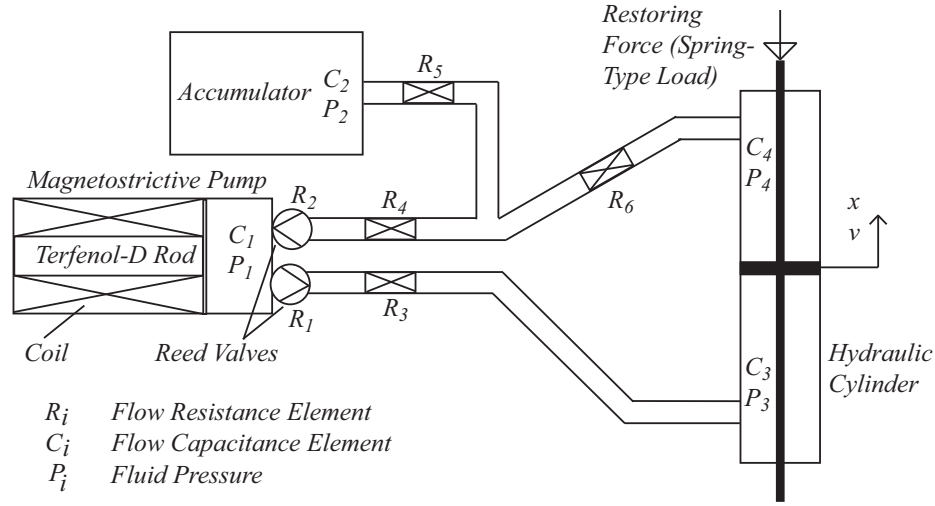 Restoring
Force (Spring-
Type Load)
Accumulator
C2
P2
R5
C4
P4
R6
Magnetostrictive Pump
R2
R4
x
v
C1
P1
Terfenol-D Rod
R1
R3
Coil
Reed Valves
C3
P3
Hydraulic
Cylinder
Ri Flow Resistance Element
Ci Flow Capacitance Element
Pi Fluid Pressure